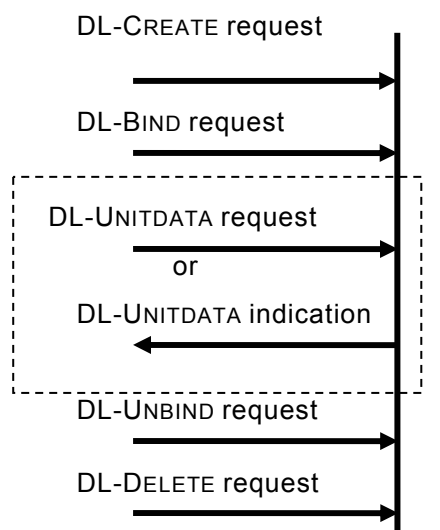 DL-CREATE request
DL-BIND request
DL-UNITDATA request
or
DL-UNITDATA indication
DL-UNBIND request
DL-DELETE request